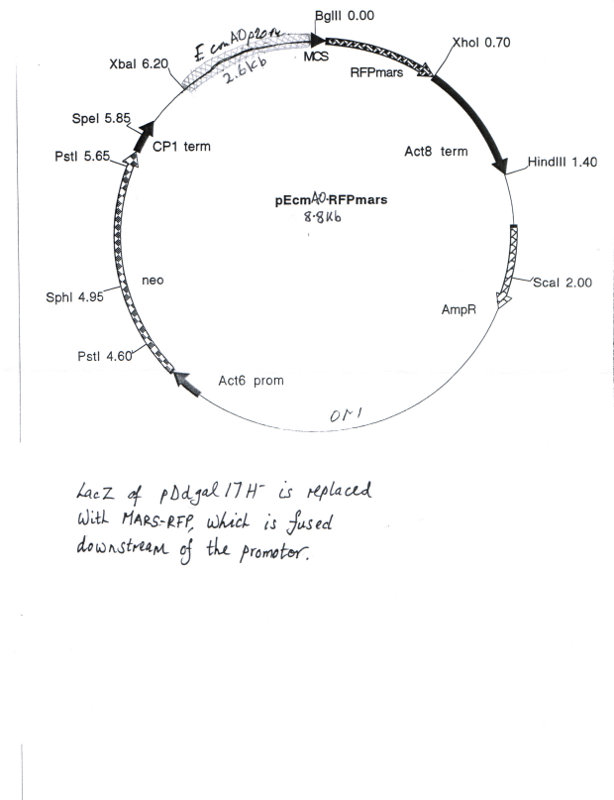 BglII 0.00
EcmAO prom
2.6kb
MCS
XhoI 0.70
RFPmars
XbaI 6.20
SpeI 5.85
CP1 term
PstI 5.65
Act8 term
HindIII 1.40
pEcmAO-RFPmars
8.8Kb
neo
ScaI 2.00
SphI 4.95
AmpR
PstI 4.60
Act6 prom
ori
LacZ of pDdgal 17H⁻ is replaced
With MARS-RFP, which is fused
downstream of the promotor.